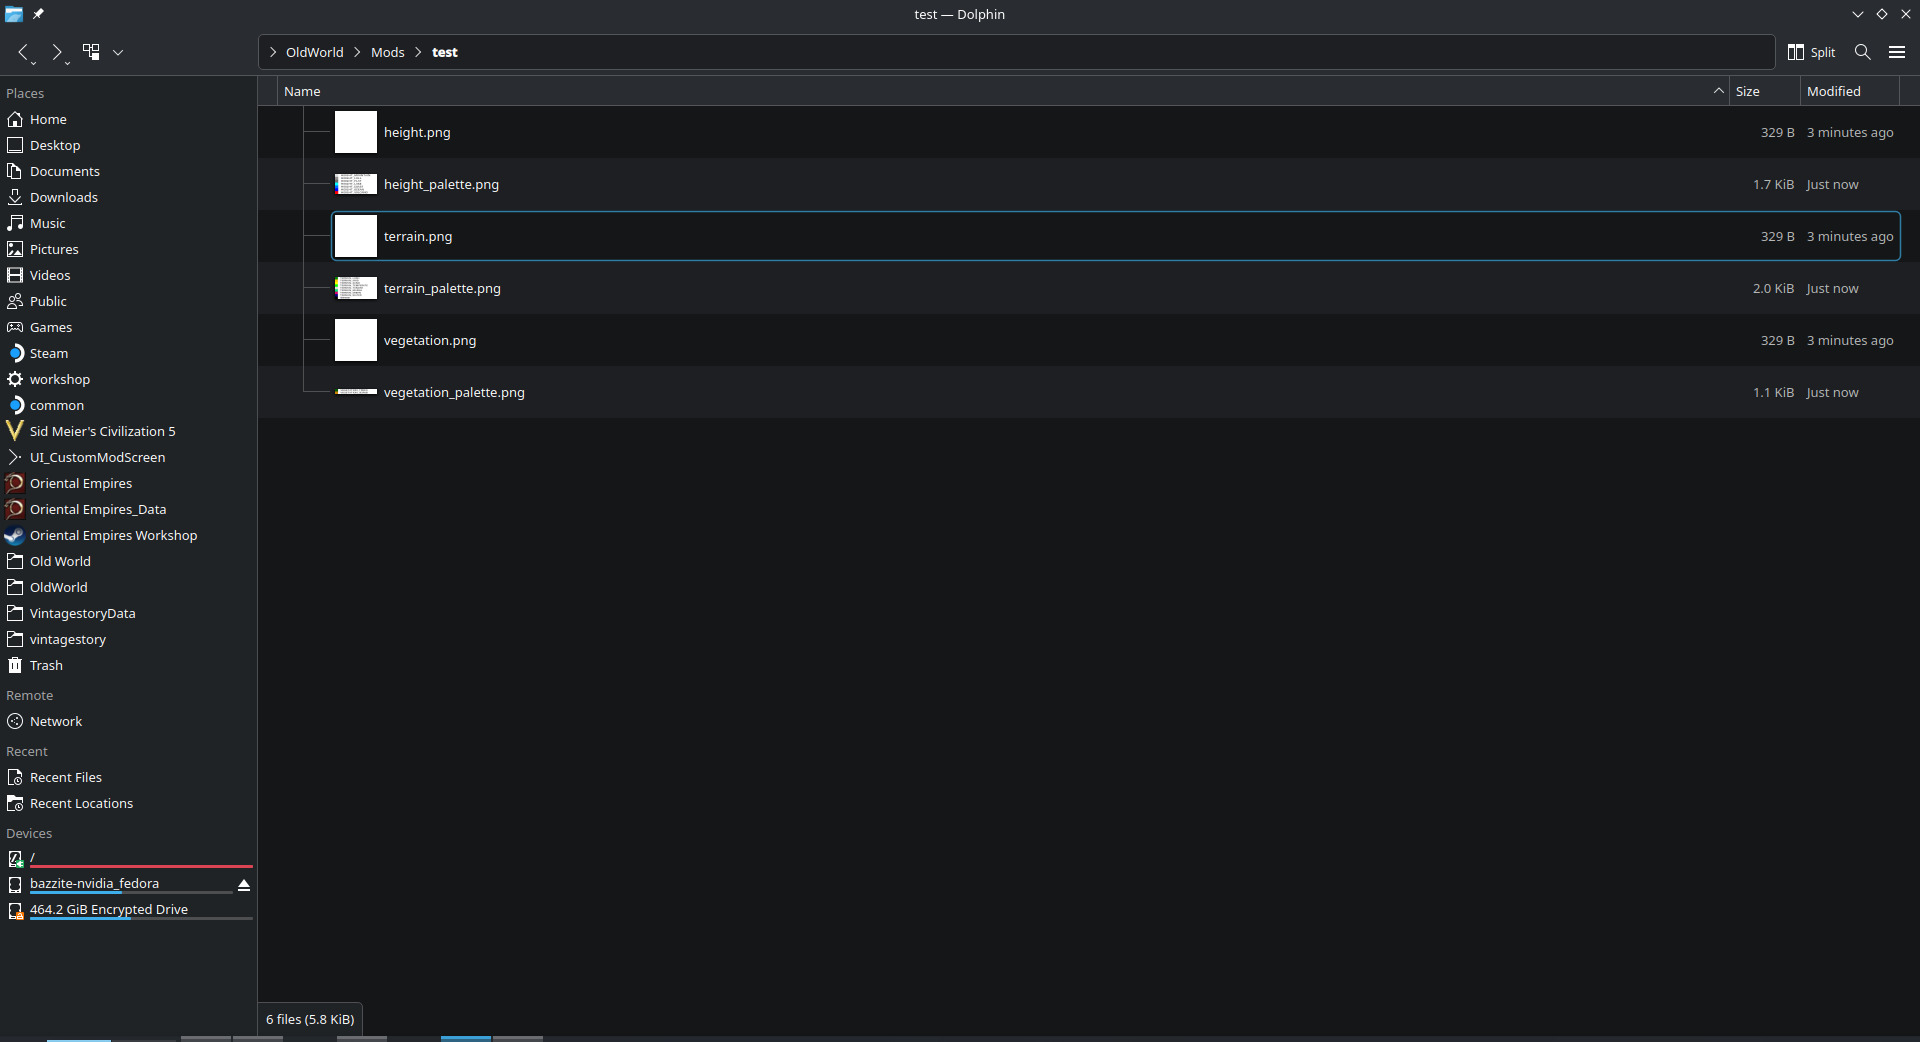 test — Dolphin
OldWorld Mods test
Split
Places
Home
Desktop
Documents
Downloads
Music
Pictures
Videos
Public
Games
Steam
workshop
common
Sid Meier's Civilization 5
UI_CustomModScreen
Oriental Empires
Oriental Empires_Data
Oriental Empires Workshop
Old World
OldWorld
VintagestoryData
vintagestory
Trash
Remote
Network
Recent
Recent Files
Recent Locations
Devices
/
bazzite-nvidia_fedora
464.2 GiB Encrypted Drive
Name Size Modified
height.png 329 B 3 minutes ago
height_palette.png 1.7 KiB Just now
terrain.png 329 B 3 minutes ago
terrain_palette.png 2.0 KiB Just now
vegetation.png 329 B 3 minutes ago
vegetation_palette.png 1.1 KiB Just now
6 files (5.8 KiB)